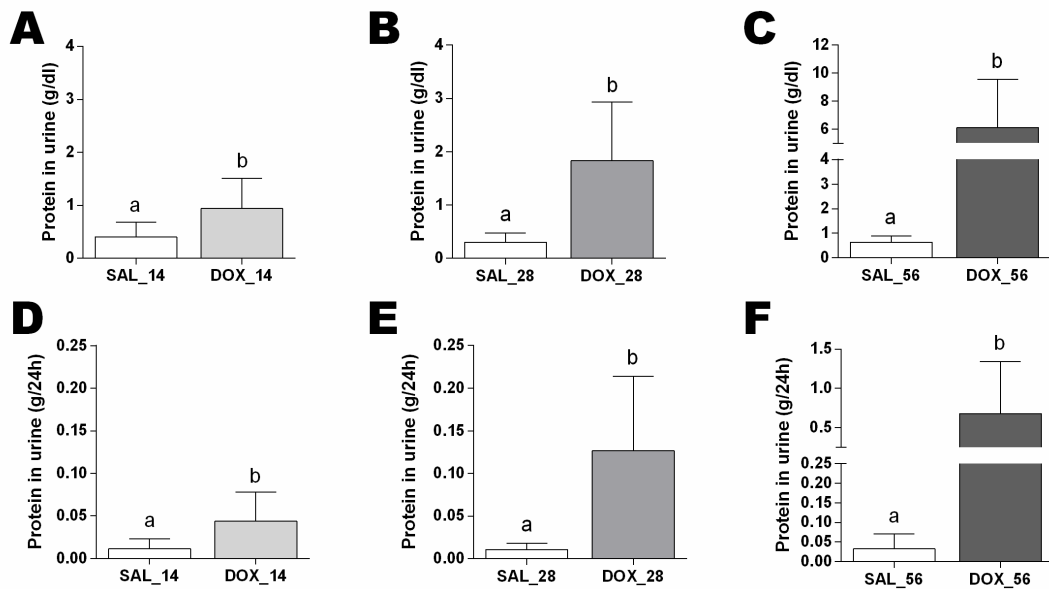 A
Protein in urine (g/dl)
4
3
2
1
0
a
b
SAL_14
DOX_14
B
Protein in urine (g/dl)
4
3
2
1
0
a
b
SAL_28
DOX_28
C
Protein in urine (g/dl)
12
10
8
6
4
3
2
1
0
a
b
SAL_56
DOX_56
D
Protein in urine (g/24h)
0.25
0.20
0.15
0.10
0.05
0.00
a
b
SAL_14
DOX_14
E
Protein in urine (g/24h)
0.25
0.20
0.15
0.10
0.05
0.00
a
b
SAL_28
DOX_28
F
Protein in urine (g/24h)
1.5
1.0
0.5
0.25
0.20
0.15
0.10
0.05
0.00
a
b
SAL_56
DOX_56